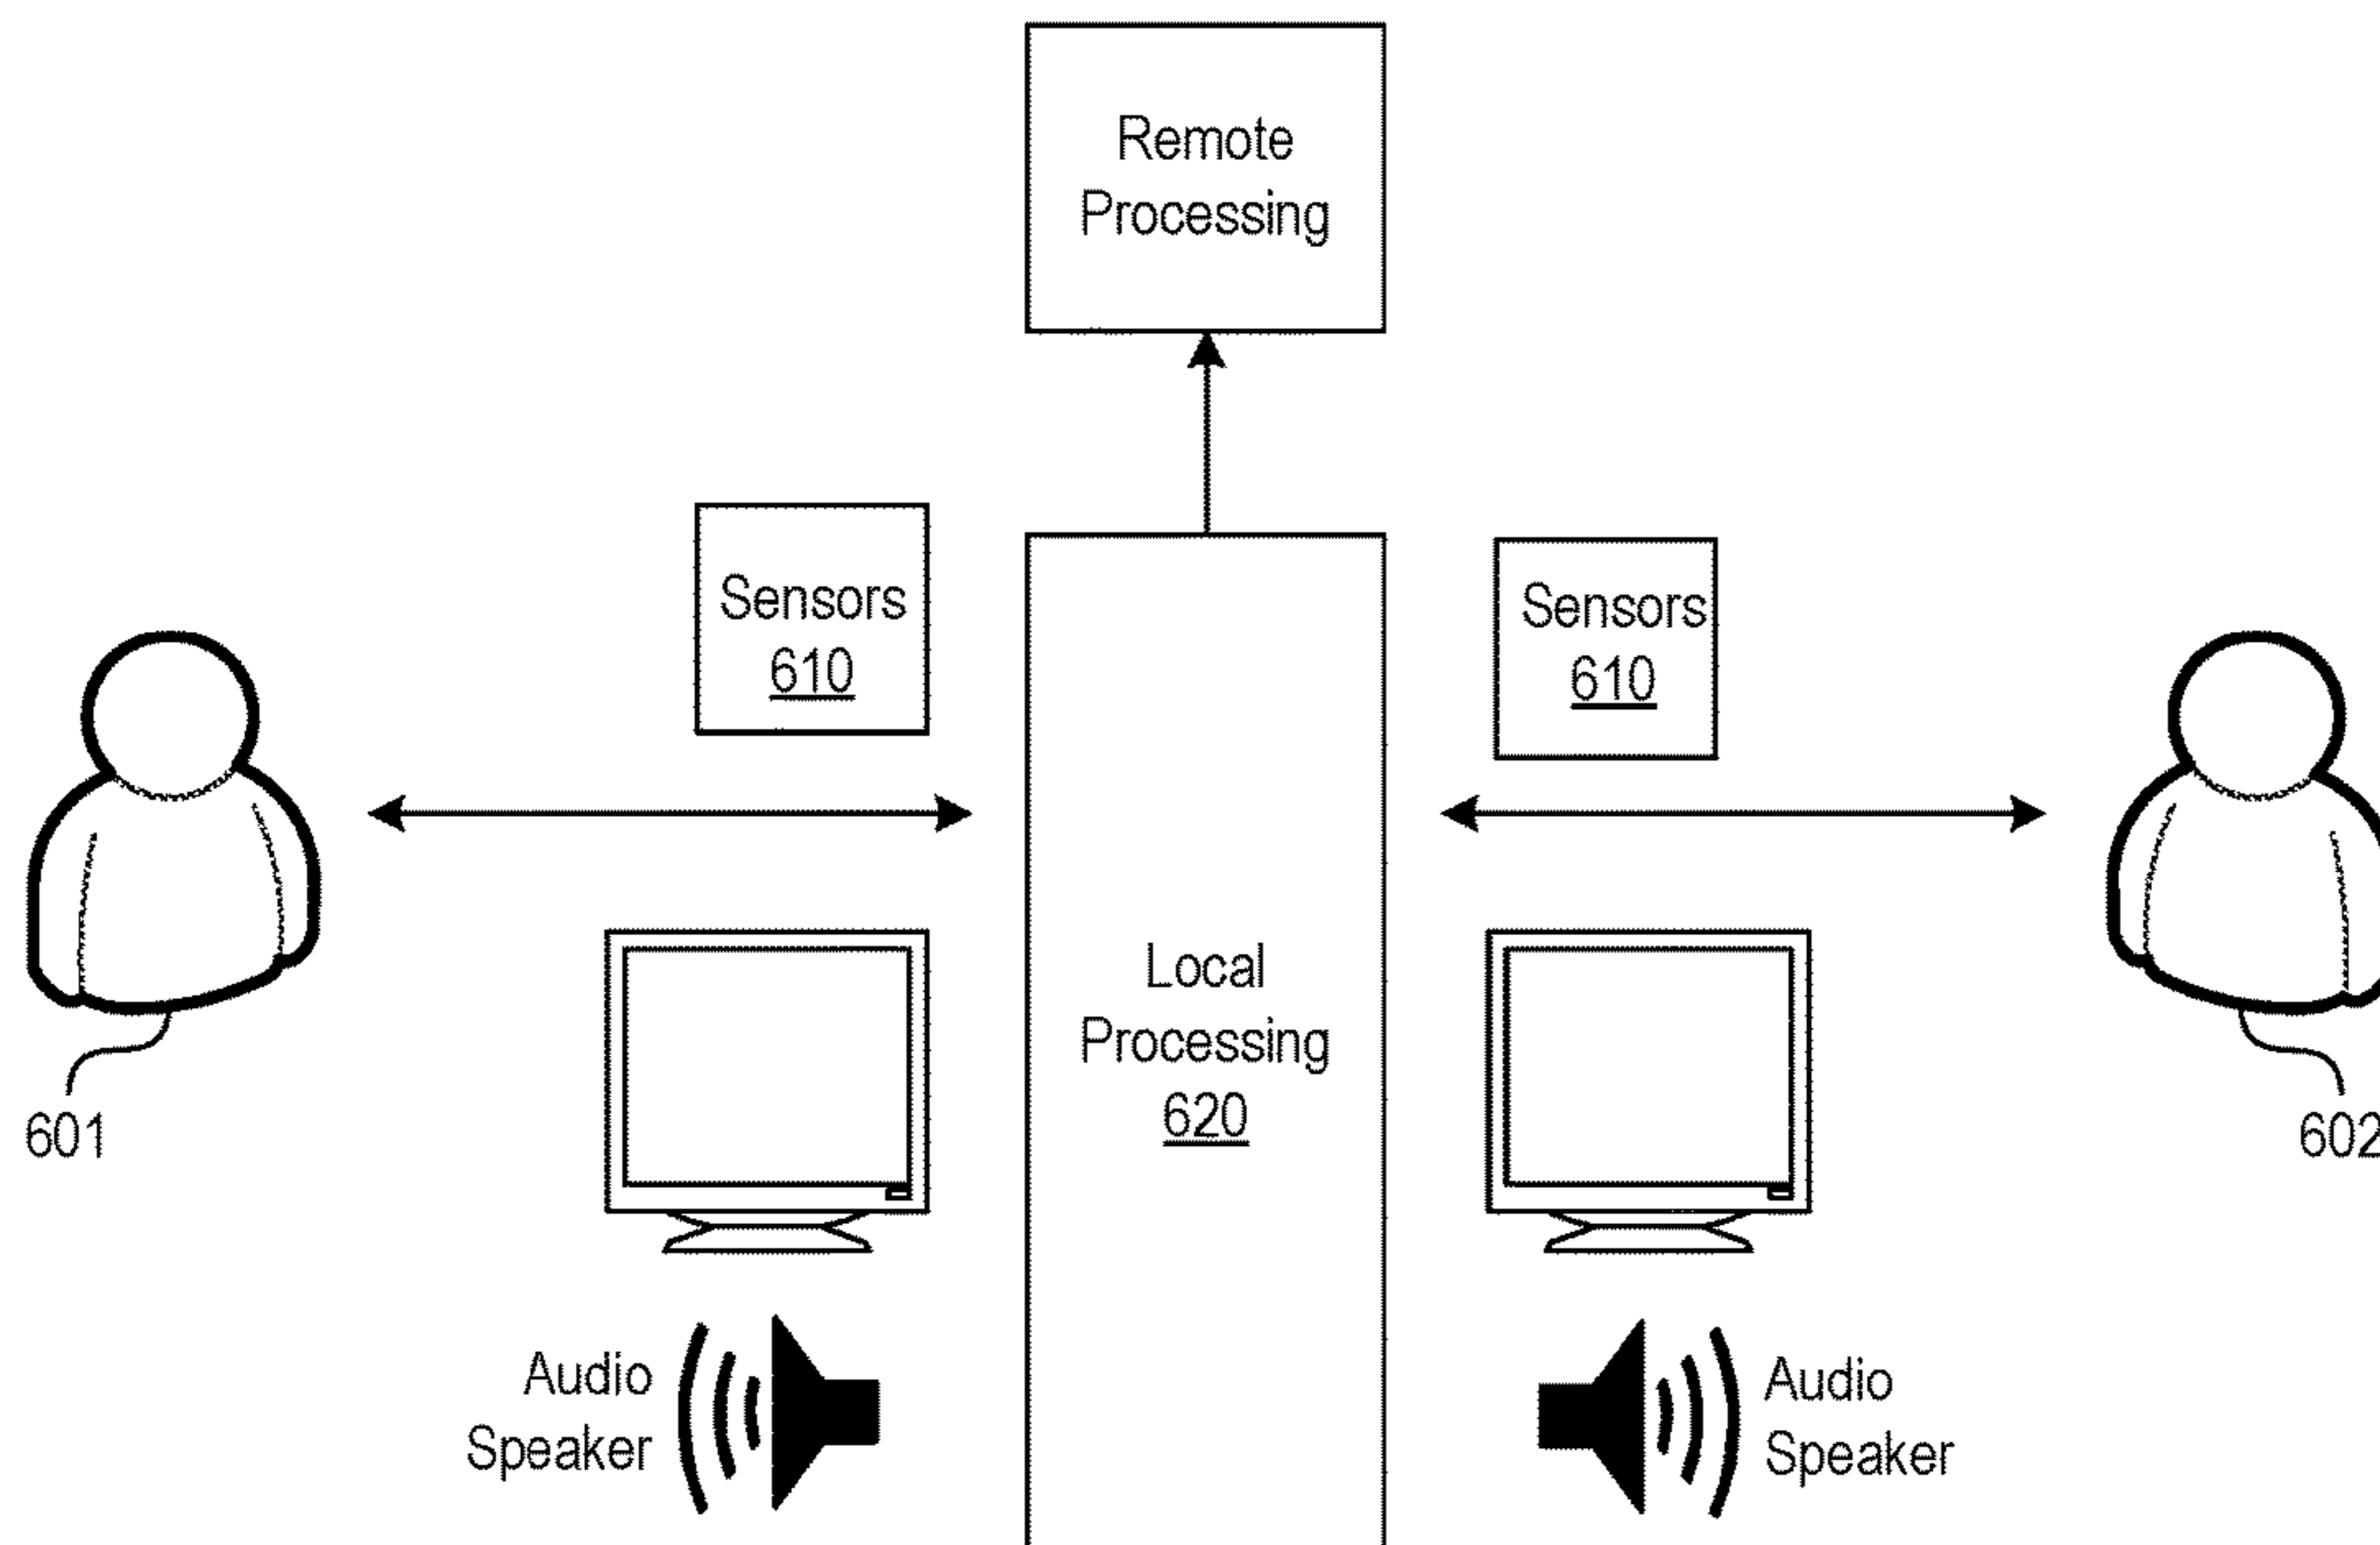 Remote
Processing
Sensors
610
Sensors
610
Local
Processing
620
601
602
Audio
Speaker
Audio
Speaker